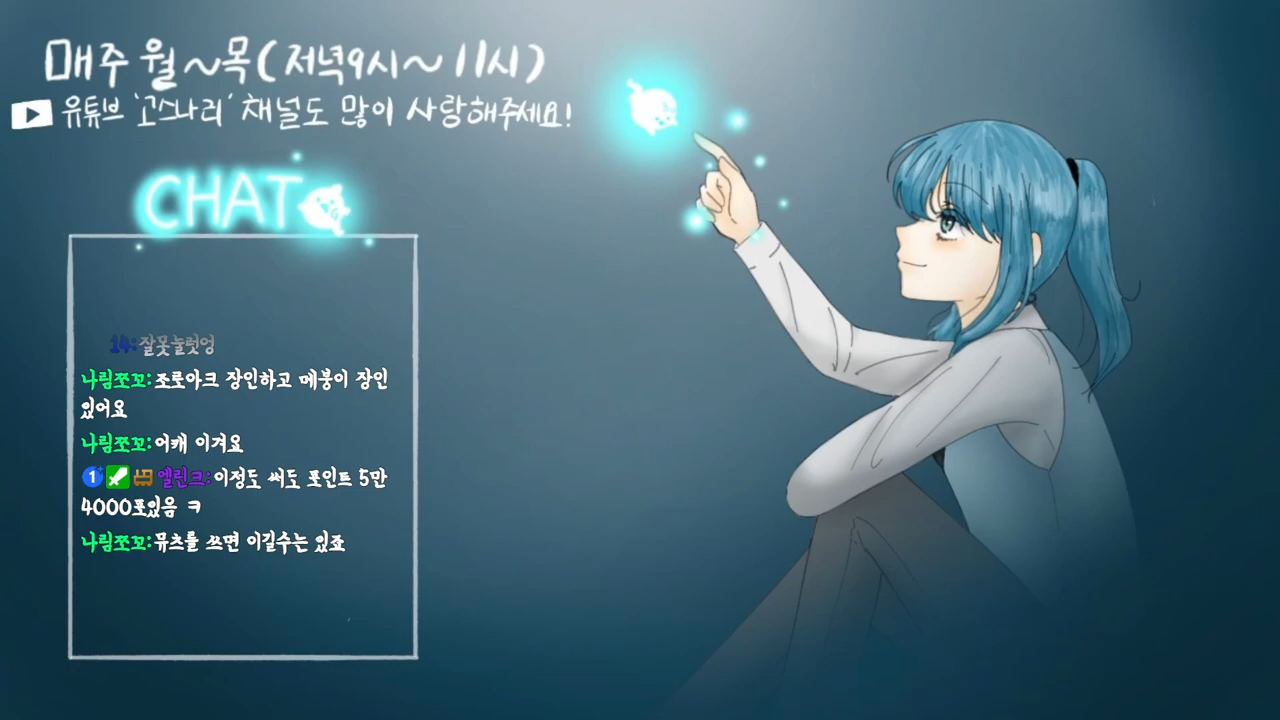 매주 월~목(저녁9시~11시)
유튜브 '고스나리' 채널도 많이 사랑해주세요!
CHAT
14:잘못눌럿엉
나림쪼꼬:조로아크 장인하고 메붕이 장인
있어요
나림쪼꼬:어캐 이겨요
1 엘린크:이정도 써도 포인트 5만
4000포있음 ㅋ
나림쪼꼬:뮤츠를 쓰면 이길수는 있죠